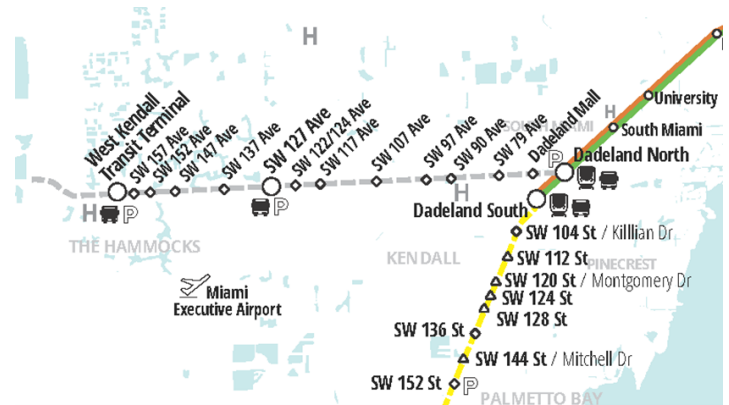 H
West Kendall
Transit Terminal
SW 157 Ave
SW 152 Ave
SW 147 Ave
SW 137 Ave
SW 127 Ave
SW 122/124 Ave
SW 117 Ave
SW 107 Ave
SW 97 Ave
SW 90 Ave
SW 79 Ave
Dadeland Mall
University
H
SOUTH MIAMI
South Miami
P
Dadeland North
H
P
P
H
Dadeland South
THE HAMMOCKS
KENDALL
PINECREST
SW 104 St / Killlian Dr
SW 112 St
SW 120 St / Montgomery Dr
SW 124 St
SW 128 St
Miami
Executive Airport
SW 136 St
SW 144 St / Mitchell Dr
SW 152 St
P
PALMETTO BAY